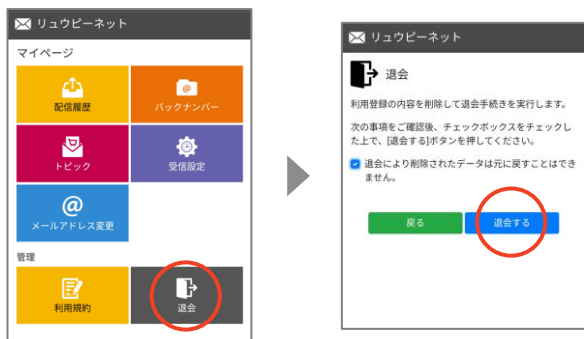 リュウピーネット
マイページ
配信履歴
バックナンバー
トピック
受信設定
@
メールアドレス変更
管理
利用規約
退会
リュウピーネット
退会
利用登録の内容を削除して退会手続きを実行します。
次の事項をご確認後、チェックボックスをチェックし
た上で、[退会する]ボタンを押してください。
退会により削除されたデータは元に戻すことはでき
ません。
戻る
退会する